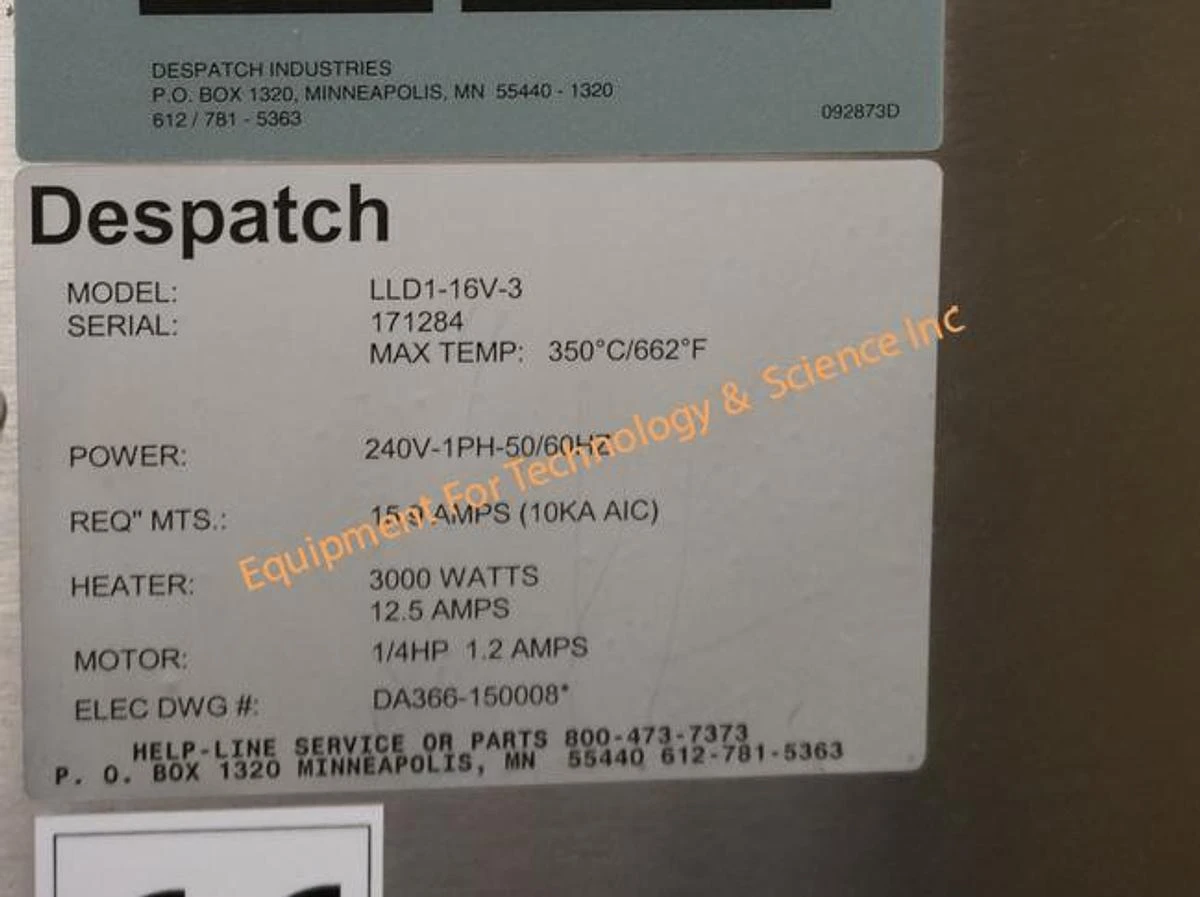 DESPATCH INDUSTRIES
P.O. BOX 1320, MINNEAPOLIS, MN 55440 - 1320
612 / 781 - 5363
092873D
Despatch
MODEL: LLD1-16V-3
SERIAL: 171284
MAX TEMP: 350°C/662°F
POWER: 240V-1PH-50/60HZ
REQ" MTS.: 15.9 AMPS (10KA AIC)
HEATER: 3000 WATTS
12.5 AMPS
MOTOR: 1/4HP 1.2 AMPS
ELEC DWG #: DA366-150008*
HELP-LINE SERVICE OR PARTS 800-473-7373
P. O. BOX 1320 MINNEAPOLIS, MN 55440 612-781-5363
Equipment For Technology & Science Inc